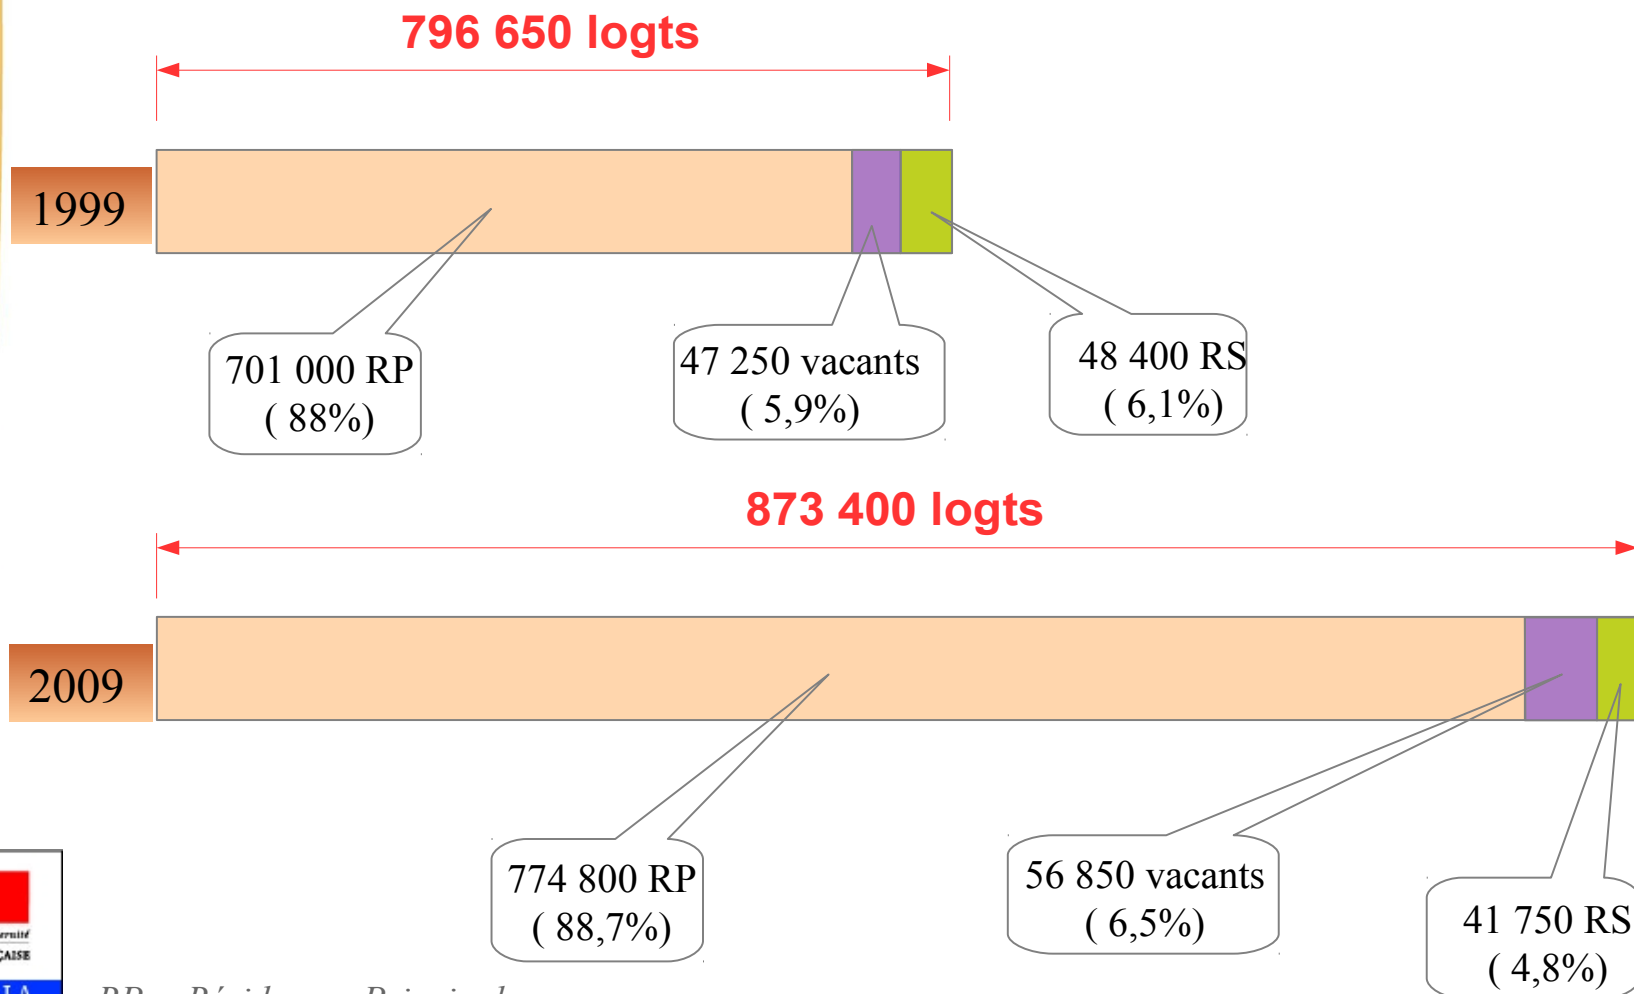 796 650 logts
1999
701 000 RP
( 88%)
47 250 vacants
( 5,9%)
48 400 RS
( 6,1%)
873 400 logts
2009
774 800 RP
( 88,7%)
56 850 vacants
( 6,5%)
41 750 RS
( 4,8%)